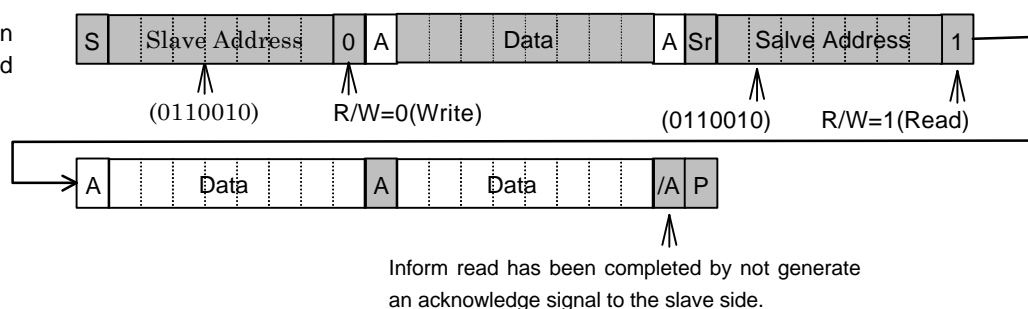 n
d
S Slave Address 0 A Data A Sr Salve Address 1
(0110010) R/W=0(Write) (0110010) R/W=1(Read)
A Data A Data /A P
Inform read has been completed by not generate
an acknowledge signal to the slave side.